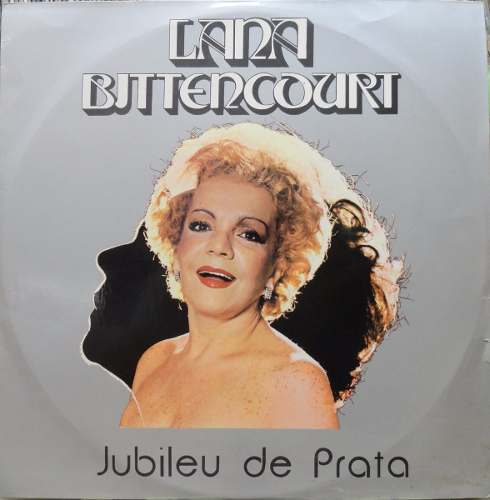 LANA
BITTENCOURT
Jubileu de Prata